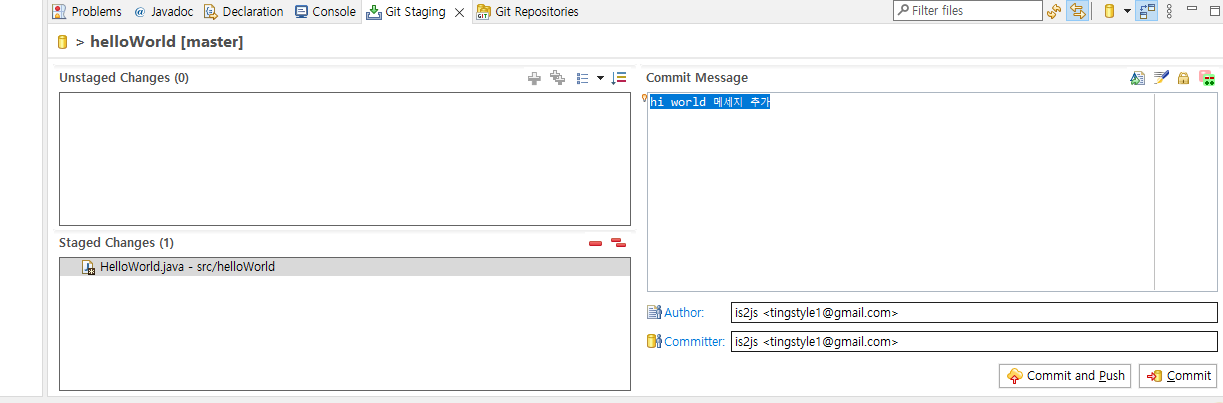 Problems @ Javadoc Declaration Console Git Staging Git Repositories Filter files
> helloWorld [master]
Unstaged Changes (0)
Staged Changes (1)
HelloWorld.java - src/helloWorld
Commit Message
hi world 메세지 추가
Author: is2js <tingstyle1@gmail.com>
Committer: is2js <tingstyle1@gmail.com>
Commit and Push Commit